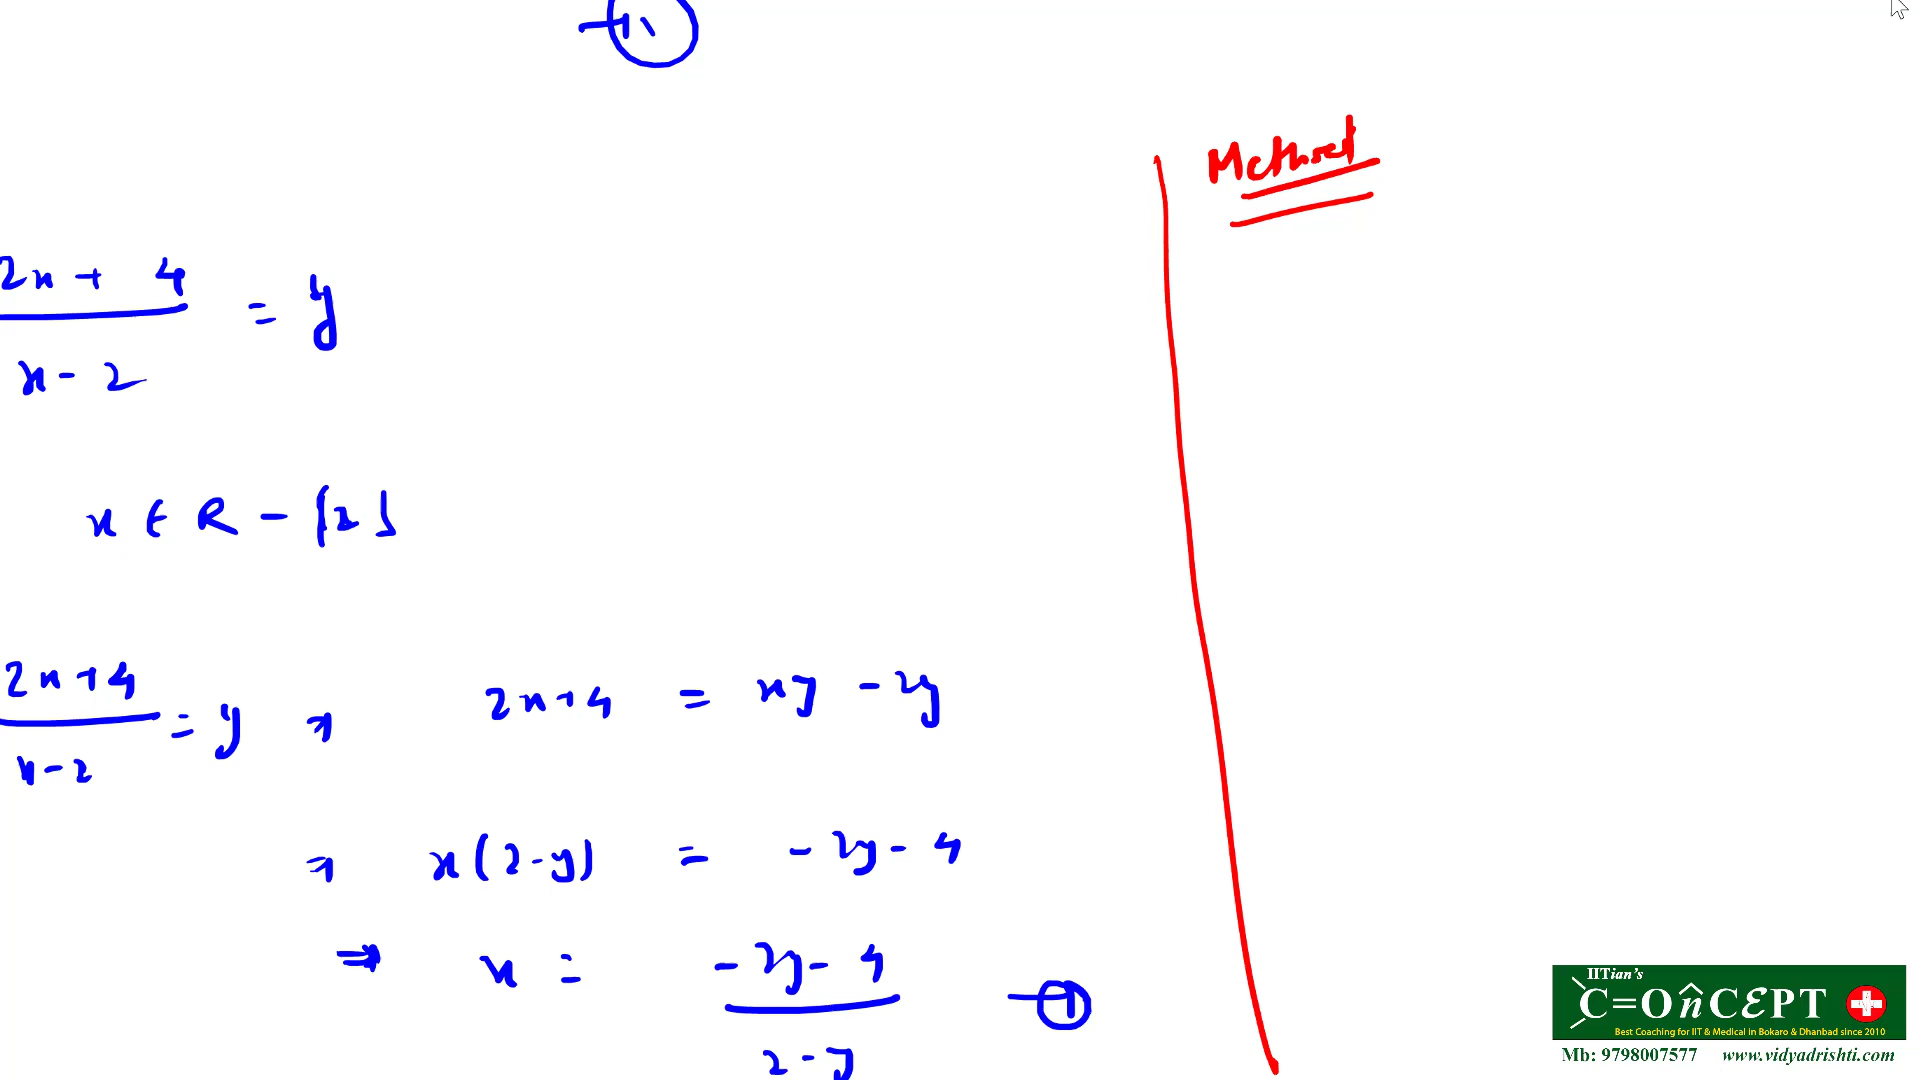 Method
2x + 4 / x - 2 = y
x ∈ R - {2}
2x+4 / x-2 = y ⇒ 2x+4 = xy - 2y
⇒ x(2-y) = -2y - 4
⇒ x = -2y - 4 / 2-y — 1
IITian's
C=OnCEPT
Best Coaching for IIT & Medical in Bokaro & Dhanbad since 2010
Mb: 9798007577 www.vidyadrishti.com